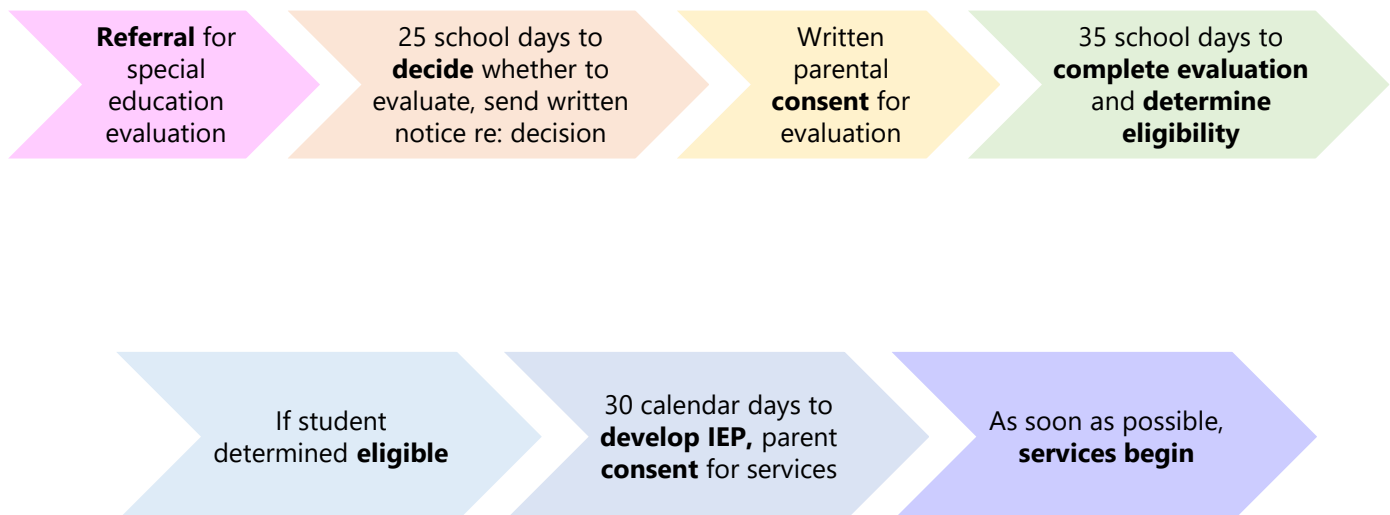 Referral for
special
education
evaluation
25 school days to
decide whether to
evaluate, send written
notice re: decision
Written
parental
consent for
evaluation
35 school days to
complete evaluation
and determine
eligibility
If student
determined eligible
30 calendar days to
develop IEP, parent
consent for services
As soon as possible,
services begin